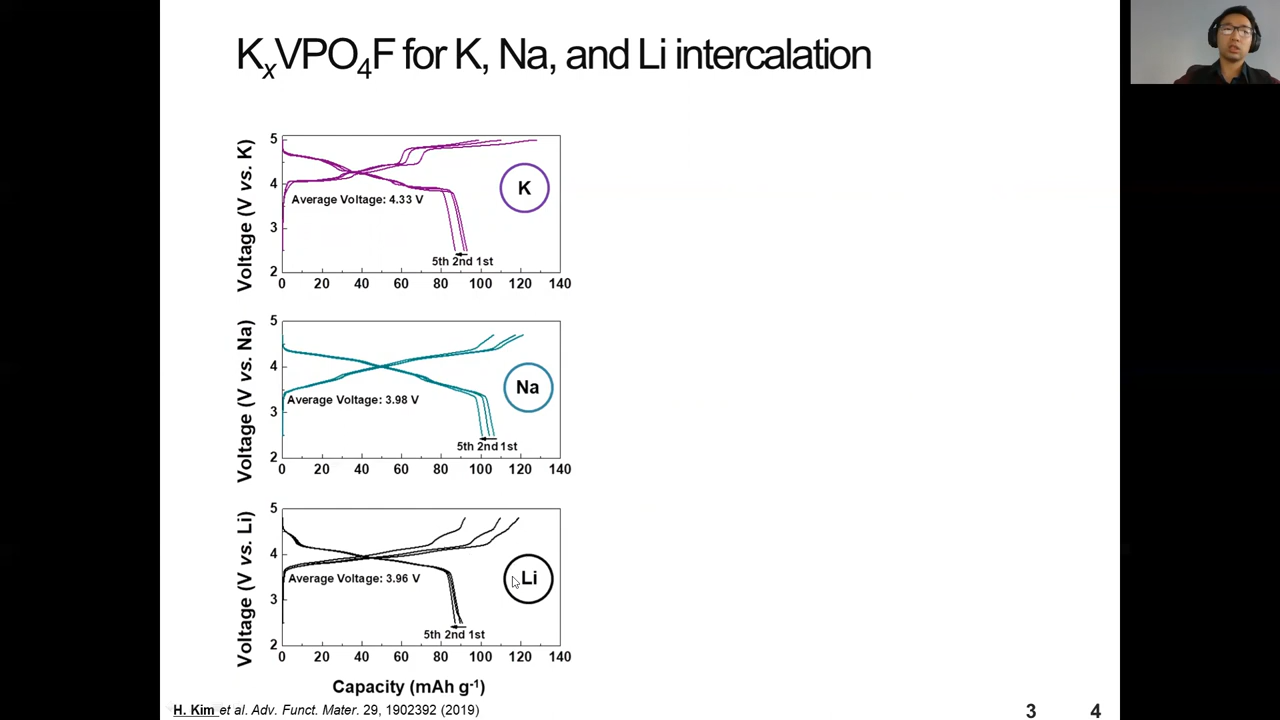 KxVPO4F for K, Na, and Li intercalation
Voltage (V vs. K)
5
4
3
2
K
Average Voltage: 4.33 V
5th 2nd 1st
0 20 40 60 80 100 120 140
Voltage (V vs. Na)
5
4
3
2
Na
Average Voltage: 3.98 V
5th 2nd 1st
0 20 40 60 80 100 120 140
Voltage (V vs. Li)
5
4
3
2
Li
Average Voltage: 3.96 V
5th 2nd 1st
0 20 40 60 80 100 120 140
Capacity (mAh g-1)
H. Kim et al. Adv. Funct. Mater. 29, 1902392 (2019)
3 4